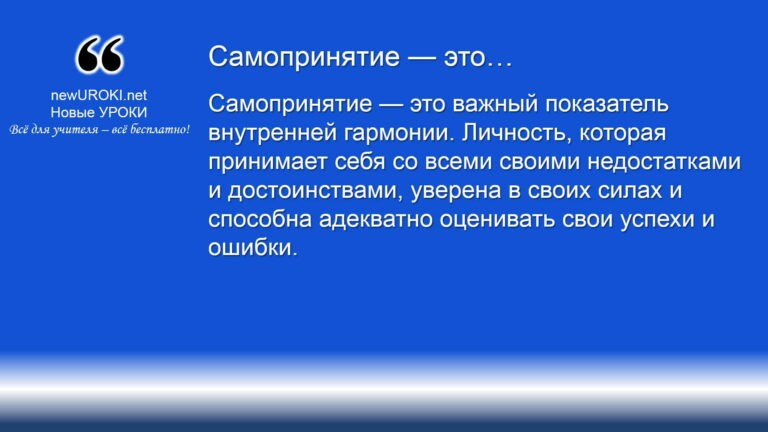 newUROKI.net
Новые УРОКИ
Всё для учителя – всё бесплатно!
Самопринятие — это…
Самопринятие — это важный показатель
внутренней гармонии. Личность, которая
принимает себя со всеми своими недостатками
и достоинствами, уверена в своих силах и
способна адекватно оценивать свои успехи и
ошибки.